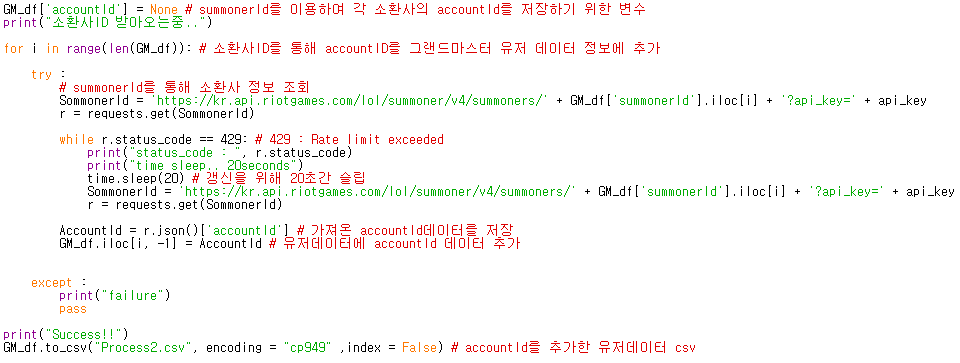 GM_df['accountId'] = None # summonerId를 이용하여 각 소환사의 accountId을 저장하기 위한 변수
print("소환사ID 받아오는중..")
for i in range(len(GM_df)): # 소환사ID를 통해 accountID를 그랜드마스터 유저 데이터 정보에 추가
try :
# summonerId를 통해 소환사 정보 조회
SommonerId = 'https://kr.api.riotgames.com/lol/summoner/v4/summoners/' + GM_df['summonerId'].iloc[i] + '?api_key=' + api_key
r = requests.get(SommonerId)
while r.status_code == 429: # 429 : Rate limit exceeded
print("status_code : ", r.status_code)
print("time sleep.. 20seconds")
time.sleep(20) # 갱신을 위해 20초간 슬립
SommonerId = 'https://kr.api.riotgames.com/lol/summoner/v4/summoners/' + GM_df['summonerId'].iloc[i] + '?api_key=' + api_key
r = requests.get(SommonerId)
AccountId = r.json()['accountId'] # 가져온 accountId데이터를 저장
GM_df.iloc[i, -1] = AccountId # 유저데이터에 accountId 데이터 추가
except :
print("failure")
pass
print("Success!!")
GM_df.to_csv("Process2.csv", encoding = "cp949" ,index = False) # accountId을 추가한 유저데이터 csv